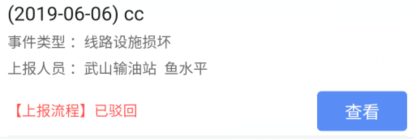 (2019-06-06) cc
事件类型： 线路设施损坏
上报人员： 武山输油站 鱼水平
【上报流程】已驳回
查看